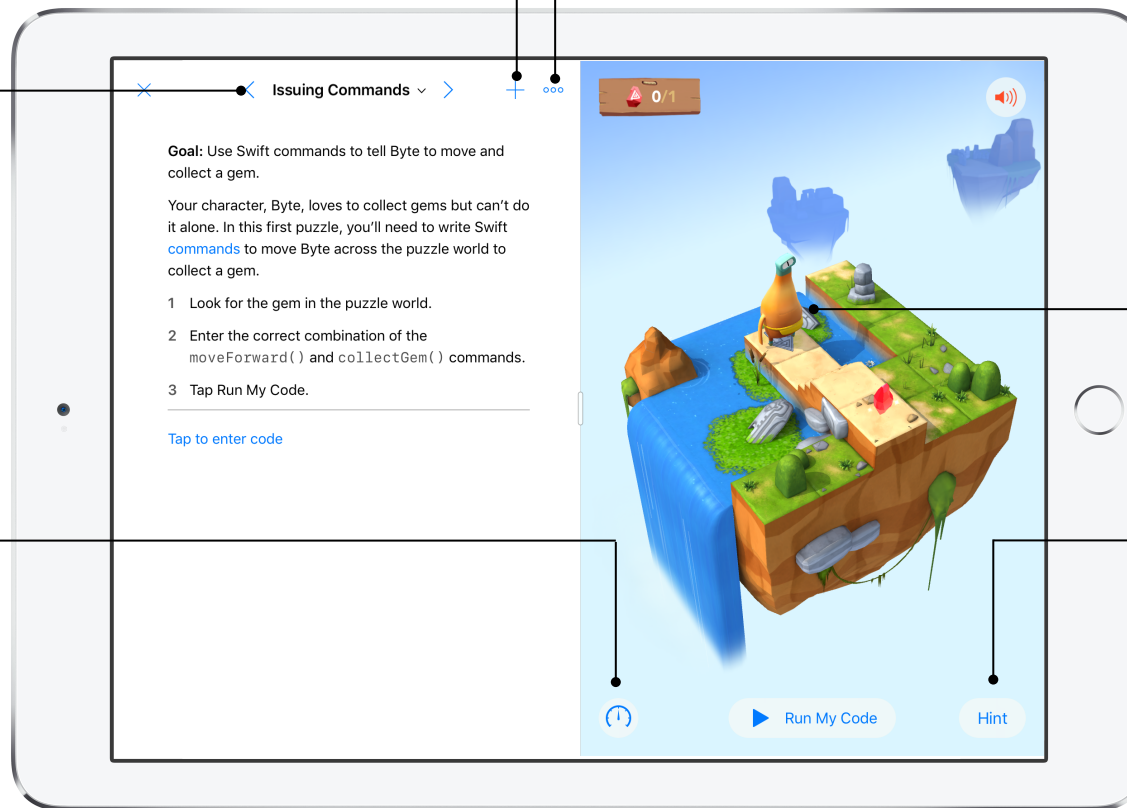 Issuing Commands
0/1
Goal: Use Swift commands to tell Byte to move and
collect a gem.
Your character, Byte, loves to collect gems but can’t do
it alone. In this first puzzle, you’ll need to write Swift
commands to move Byte across the puzzle world to
collect a gem.
1 Look for the gem in the puzzle world.
2 Enter the correct combination of the
moveForward() and collectGem() commands.
3 Tap Run My Code.
Tap to enter code
Run My Code
Hint